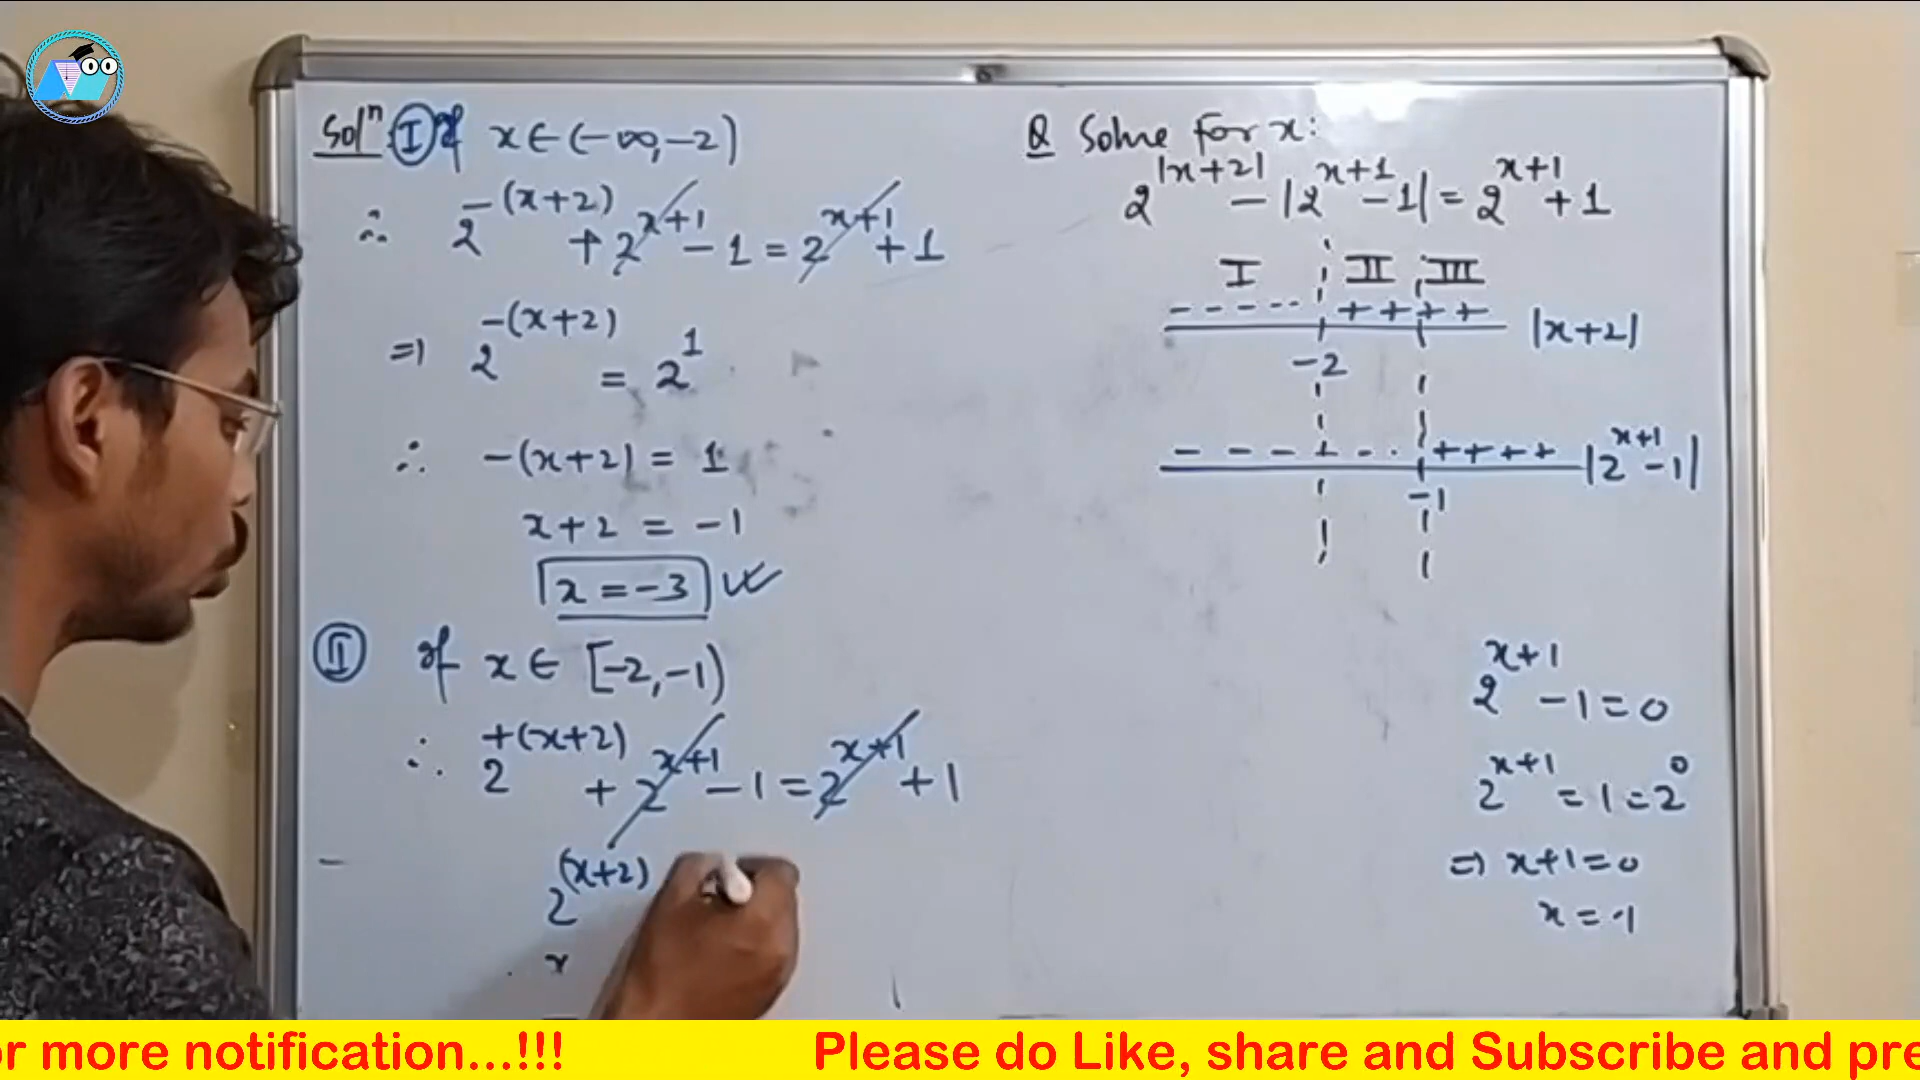 Solⁿ. I If x ∈ (-∞, -2)
∴ 2^{-(x+2)} + 2^{x+1} - 1 = 2^{x+1} + 1
⇒ 2^{-(x+2)} = 2^1
∴ -(x+2) = 1
x+2 = -1
x = -3
II If x ∈ [-2, -1)
∴ 2^{+(x+2)} + 2^{x+1} - 1 = 2^{x+1} + 1
2^{(x+2)}
x
Q Solve for x:
2^{|x+2|} - |2^{x+1} - 1| = 2^{x+1} + 1
I II III
- - - - - + + + + |x+2|
-2
- - - - - · + + + + |2^{x+1} - 1|
-1
2^{x+1} - 1 = 0
2^{x+1} = 1 = 2^0
⇒ x+1 = 0
x = -1
or more notification...!!! Please do Like, share and Subscribe and pre